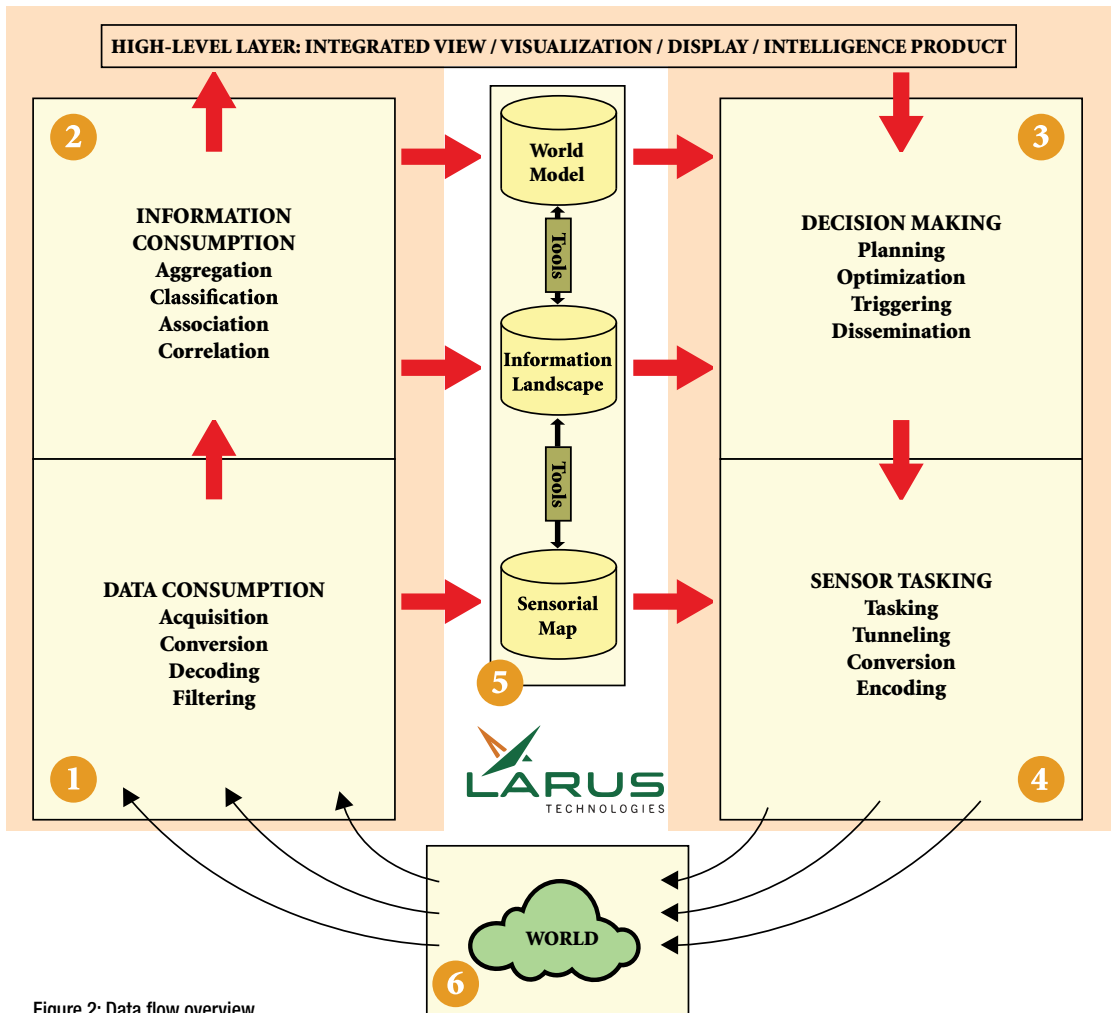 HIGH-LEVEL LAYER: INTEGRATED VIEW / VISUALIZATION / DISPLAY / INTELLIGENCE PRODUCT
2
INFORMATION
CONSUMPTION
Aggregation
Classification
Association
Correlation
1
DATA CONSUMPTION
Acquisition
Conversion
Decoding
Filtering
World
Model
Tools
Information
Landscape
Tools
Sensorial
Map
5
3
DECISION MAKING
Planning
Optimization
Triggering
Dissemination
SENSOR TASKING
Tasking
Tunneling
Conversion
Encoding
4
LARUS
TECHNOLOGIES
WORLD
6
Figure 2: Data flow overview